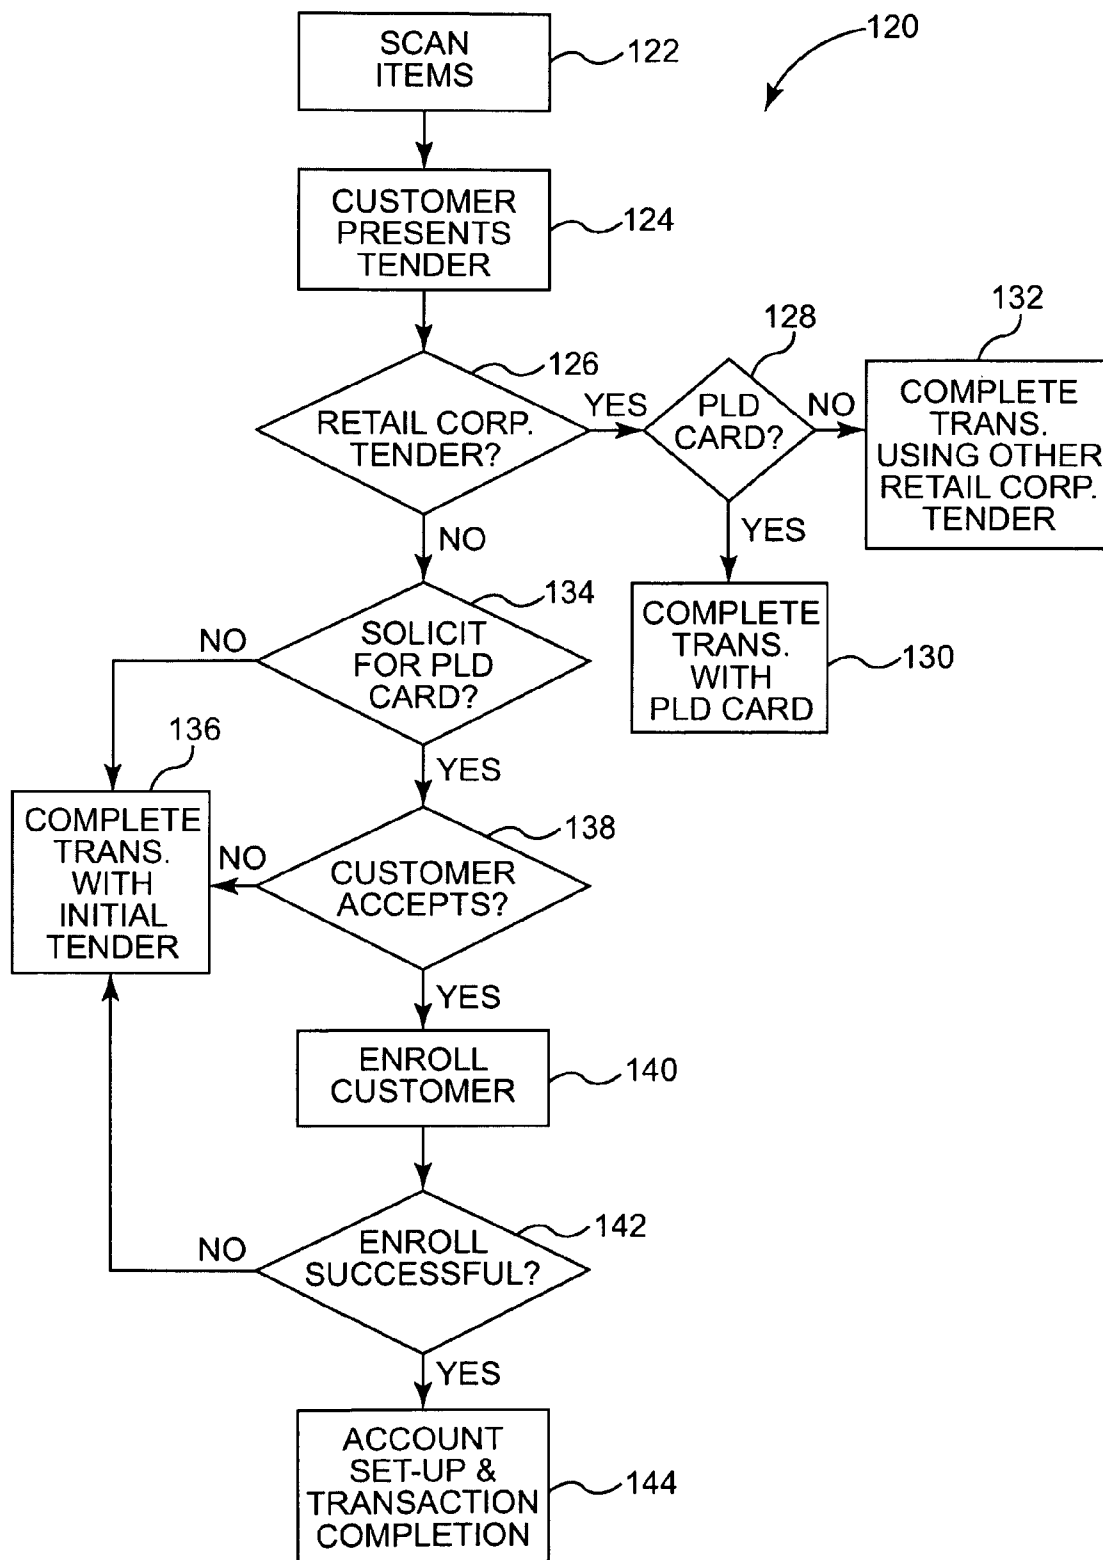 SCAN
ITEMS
122
120
CUSTOMER
PRESENTS
TENDER
124
RETAIL CORP.
TENDER?
126
YES
PLD
CARD?
128
NO
COMPLETE
TRANS.
USING OTHER
RETAIL CORP.
TENDER
132
YES
COMPLETE
TRANS.
WITH
PLD CARD
130
NO
SOLICIT
FOR PLD
CARD?
134
NO
YES
COMPLETE
TRANS.
WITH
INITIAL
TENDER
136
CUSTOMER
ACCEPTS?
138
NO
YES
ENROLL
CUSTOMER
140
ENROLL
SUCCESSFUL?
142
NO
YES
ACCOUNT
SET-UP &
TRANSACTION
COMPLETION
144